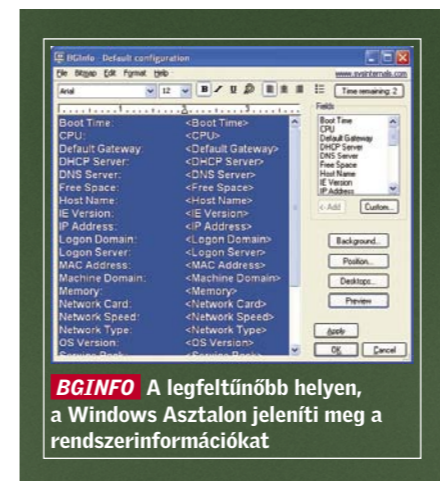 BGInfo - Default configuration
File Bitmap Edit Format Help
www.sysinternals.com
Arial 12 B I U
Time remaining: 2
Fields
Boot Time
CPU
Default Gateway
DHCP Server
DNS Server
Free Space
Host Name
IE Version
IP Address
<- Add Custom...
Background...
Position...
Desktops...
Preview
Apply
OK Cancel
Boot Time: <Boot Time>
CPU: <CPU>
Default Gateway: <Default Gateway>
DHCP Server: <DHCP Server>
DNS Server: <DNS Server>
Free Space: <Free Space>
Host Name: <Host Name>
IE Version: <IE Version>
IP Address: <IP Address>
Logon Domain: <Logon Domain>
Logon Server: <Logon Server>
MAC Address: <MAC Address>
Machine Domain: <Machine Domain>
Memory: <Memory>
Network Card: <Network Card>
Network Speed: <Network Speed>
Network Type: <Network Type>
OS Version: <OS Version>
BGINFO A legfeltűnőbb helyen,
a Windows Asztalon jeleníti meg a
rendszerinformációkat